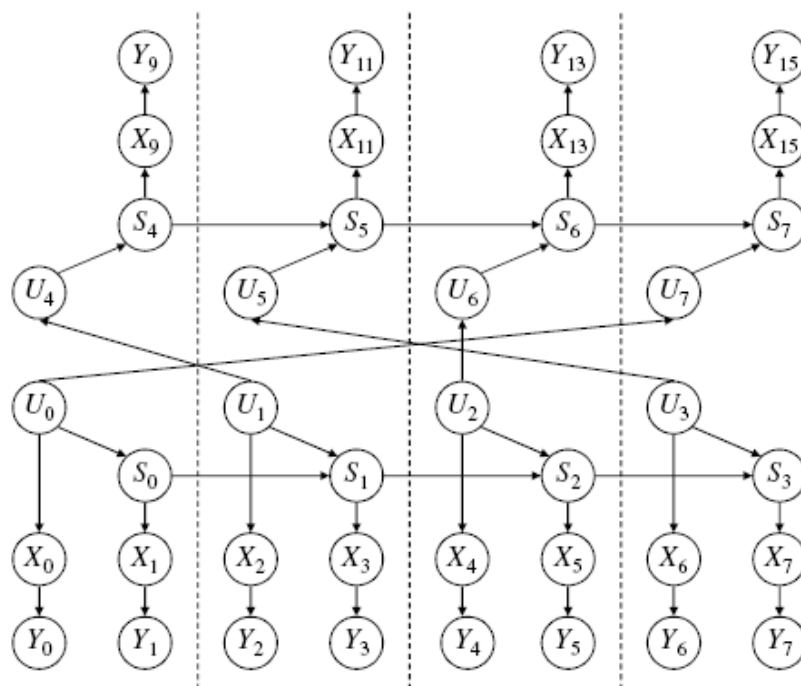 Y9 Y11 Y13 Y15
X9 X11 X13 X15
S4 S5 S6 S7
U4 U5 U6 U7
U0 U1 U2 U3
S0 S1 S2 S3
X0 X1 X2 X3 X4 X5 X6 X7
Y0 Y1 Y2 Y3 Y4 Y5 Y6 Y7